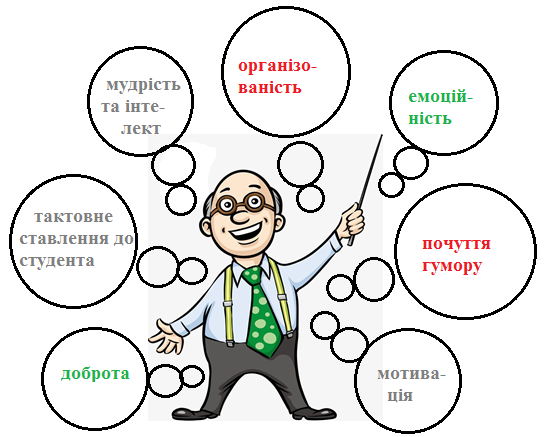 організо-
ваність
мудрість
та інте-
лект
емоцій-
ність
тактовне
ставлення до
студента
почуття
гумору
доброта
мотива-
ція